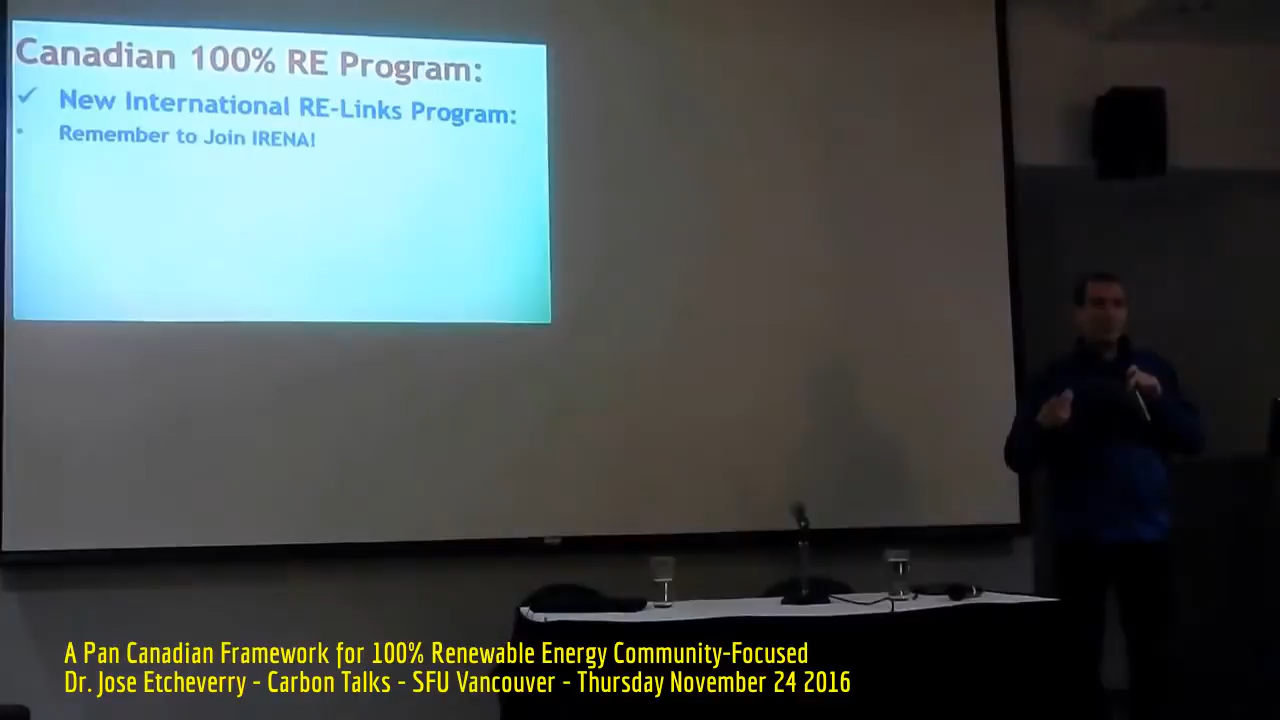 Canadian 100% RE Program:
✓ New International RE-Links Program:
• Remember to Join IRENA!
A Pan Canadian Framework for 100% Renewable Energy Community-Focused
Dr. Jose Etcheverry - Carbon Talks - SFU Vancouver - Thursday November 24 2016